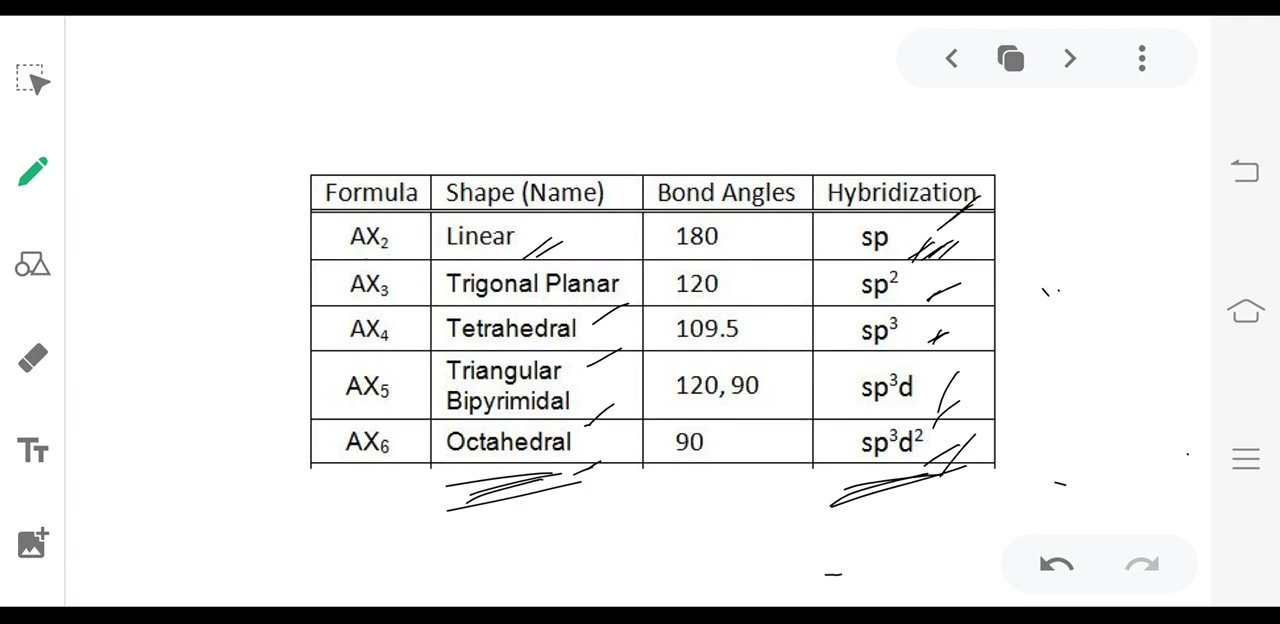 Formula Shape (Name) Bond Angles Hybridization
AX₂ Linear 180 sp
AX₃ Trigonal Planar 120 sp²
AX₄ Tetrahedral 109.5 sp³
AX₅ Triangular Bipyrimidal 120, 90 sp³d
AX₆ Octahedral 90 sp³d²
TT